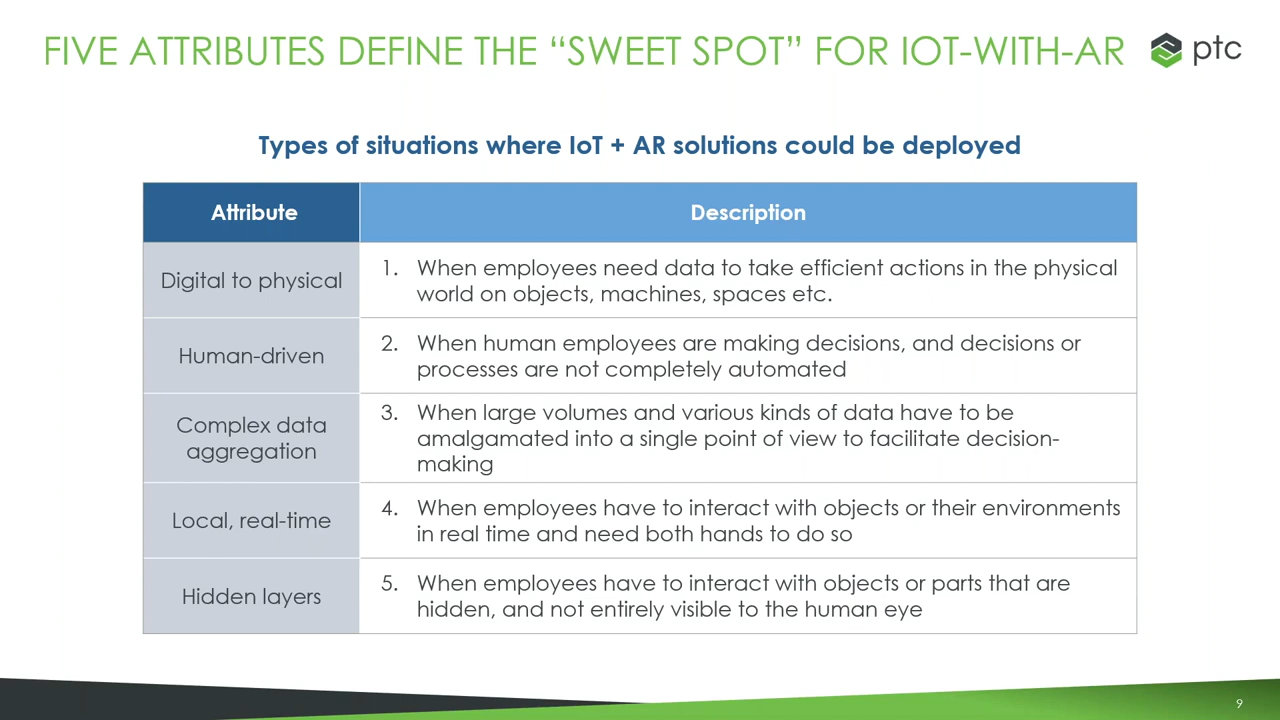 FIVE ATTRIBUTES DEFINE THE “SWEET SPOT” FOR IOT-WITH-AR
ptc
Types of situations where IoT + AR solutions could be deployed
Attribute
Description
Digital to physical
1. When employees need data to take efficient actions in the physical
world on objects, machines, spaces etc.
Human-driven
2. When human employees are making decisions, and decisions or
processes are not completely automated
Complex data
aggregation
3. When large volumes and various kinds of data have to be
amalgamated into a single point of view to facilitate decision-
making
Local, real-time
4. When employees have to interact with objects or their environments
in real time and need both hands to do so
Hidden layers
5. When employees have to interact with objects or parts that are
hidden, and not entirely visible to the human eye
9